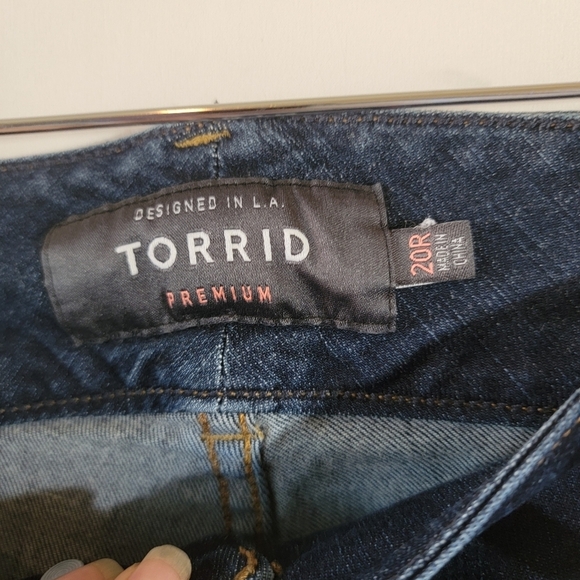 DESIGNED IN L.A.
TORRID
PREMIUM
20R
MADE IN
CHINA